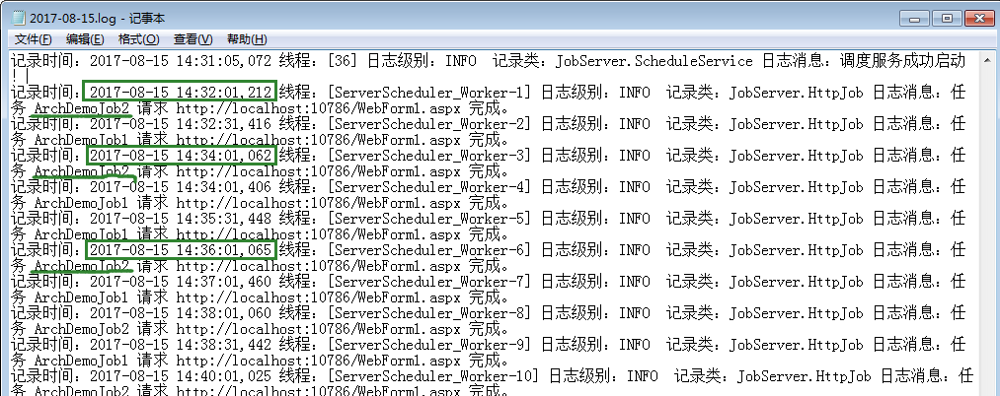 2017-08-15.log - 记事本
文件(F) 编辑(E) 格式(O) 查看(V) 帮助(H)
记录时间: 2017-08-15 14:31:05,072 线程: [36] 日志级别: INFO 记录类: JobServer.ScheduleService 日志消息: 调度服务成功启动
!
记录时间: 2017-08-15 14:32:01,212 线程: [ServerScheduler_Worker-1] 日志级别: INFO 记录类: JobServer.HttpJob 日志消息: 任
务 ArchDemoJob2 请求 http://localhost:10786/WebForm1.aspx 完成。
记录时间: 2017-08-15 14:32:31,416 线程: [ServerScheduler_Worker-2] 日志级别: INFO 记录类: JobServer.HttpJob 日志消息: 任
务 ArchDemoJob1 请求 http://localhost:10786/WebForm1.aspx 完成。
记录时间: 2017-08-15 14:34:01,062 线程: [ServerScheduler_Worker-3] 日志级别: INFO 记录类: JobServer.HttpJob 日志消息: 任
务 ArchDemoJob2 请求 http://localhost:10786/WebForm1.aspx 完成。
记录时间: 2017-08-15 14:34:01,406 线程: [ServerScheduler_Worker-4] 日志级别: INFO 记录类: JobServer.HttpJob 日志消息: 任
务 ArchDemoJob1 请求 http://localhost:10786/WebForm1.aspx 完成。
记录时间: 2017-08-15 14:35:31,448 线程: [ServerScheduler_Worker-5] 日志级别: INFO 记录类: JobServer.HttpJob 日志消息: 任
务 ArchDemoJob1 请求 http://localhost:10786/WebForm1.aspx 完成。
记录时间: 2017-08-15 14:36:01,065 线程: [ServerScheduler_Worker-6] 日志级别: INFO 记录类: JobServer.HttpJob 日志消息: 任
务 ArchDemoJob2 请求 http://localhost:10786/WebForm1.aspx 完成。
记录时间: 2017-08-15 14:37:01,460 线程: [ServerScheduler_Worker-7] 日志级别: INFO 记录类: JobServer.HttpJob 日志消息: 任
务 ArchDemoJob1 请求 http://localhost:10786/WebForm1.aspx 完成。
记录时间: 2017-08-15 14:38:01,060 线程: [ServerScheduler_Worker-8] 日志级别: INFO 记录类: JobServer.HttpJob 日志消息: 任
务 ArchDemoJob2 请求 http://localhost:10786/WebForm1.aspx 完成。
记录时间: 2017-08-15 14:38:31,442 线程: [ServerScheduler_Worker-9] 日志级别: INFO 记录类: JobServer.HttpJob 日志消息: 任
务 ArchDemoJob1 请求 http://localhost:10786/WebForm1.aspx 完成。
记录时间: 2017-08-15 14:40:01,025 线程: [ServerScheduler_Worker-10] 日志级别: INFO 记录类: JobServer.HttpJob 日志消息: 任
务 ArchDemoJob2 请求 http://localhost:10786/WebForm1.aspx 完成。